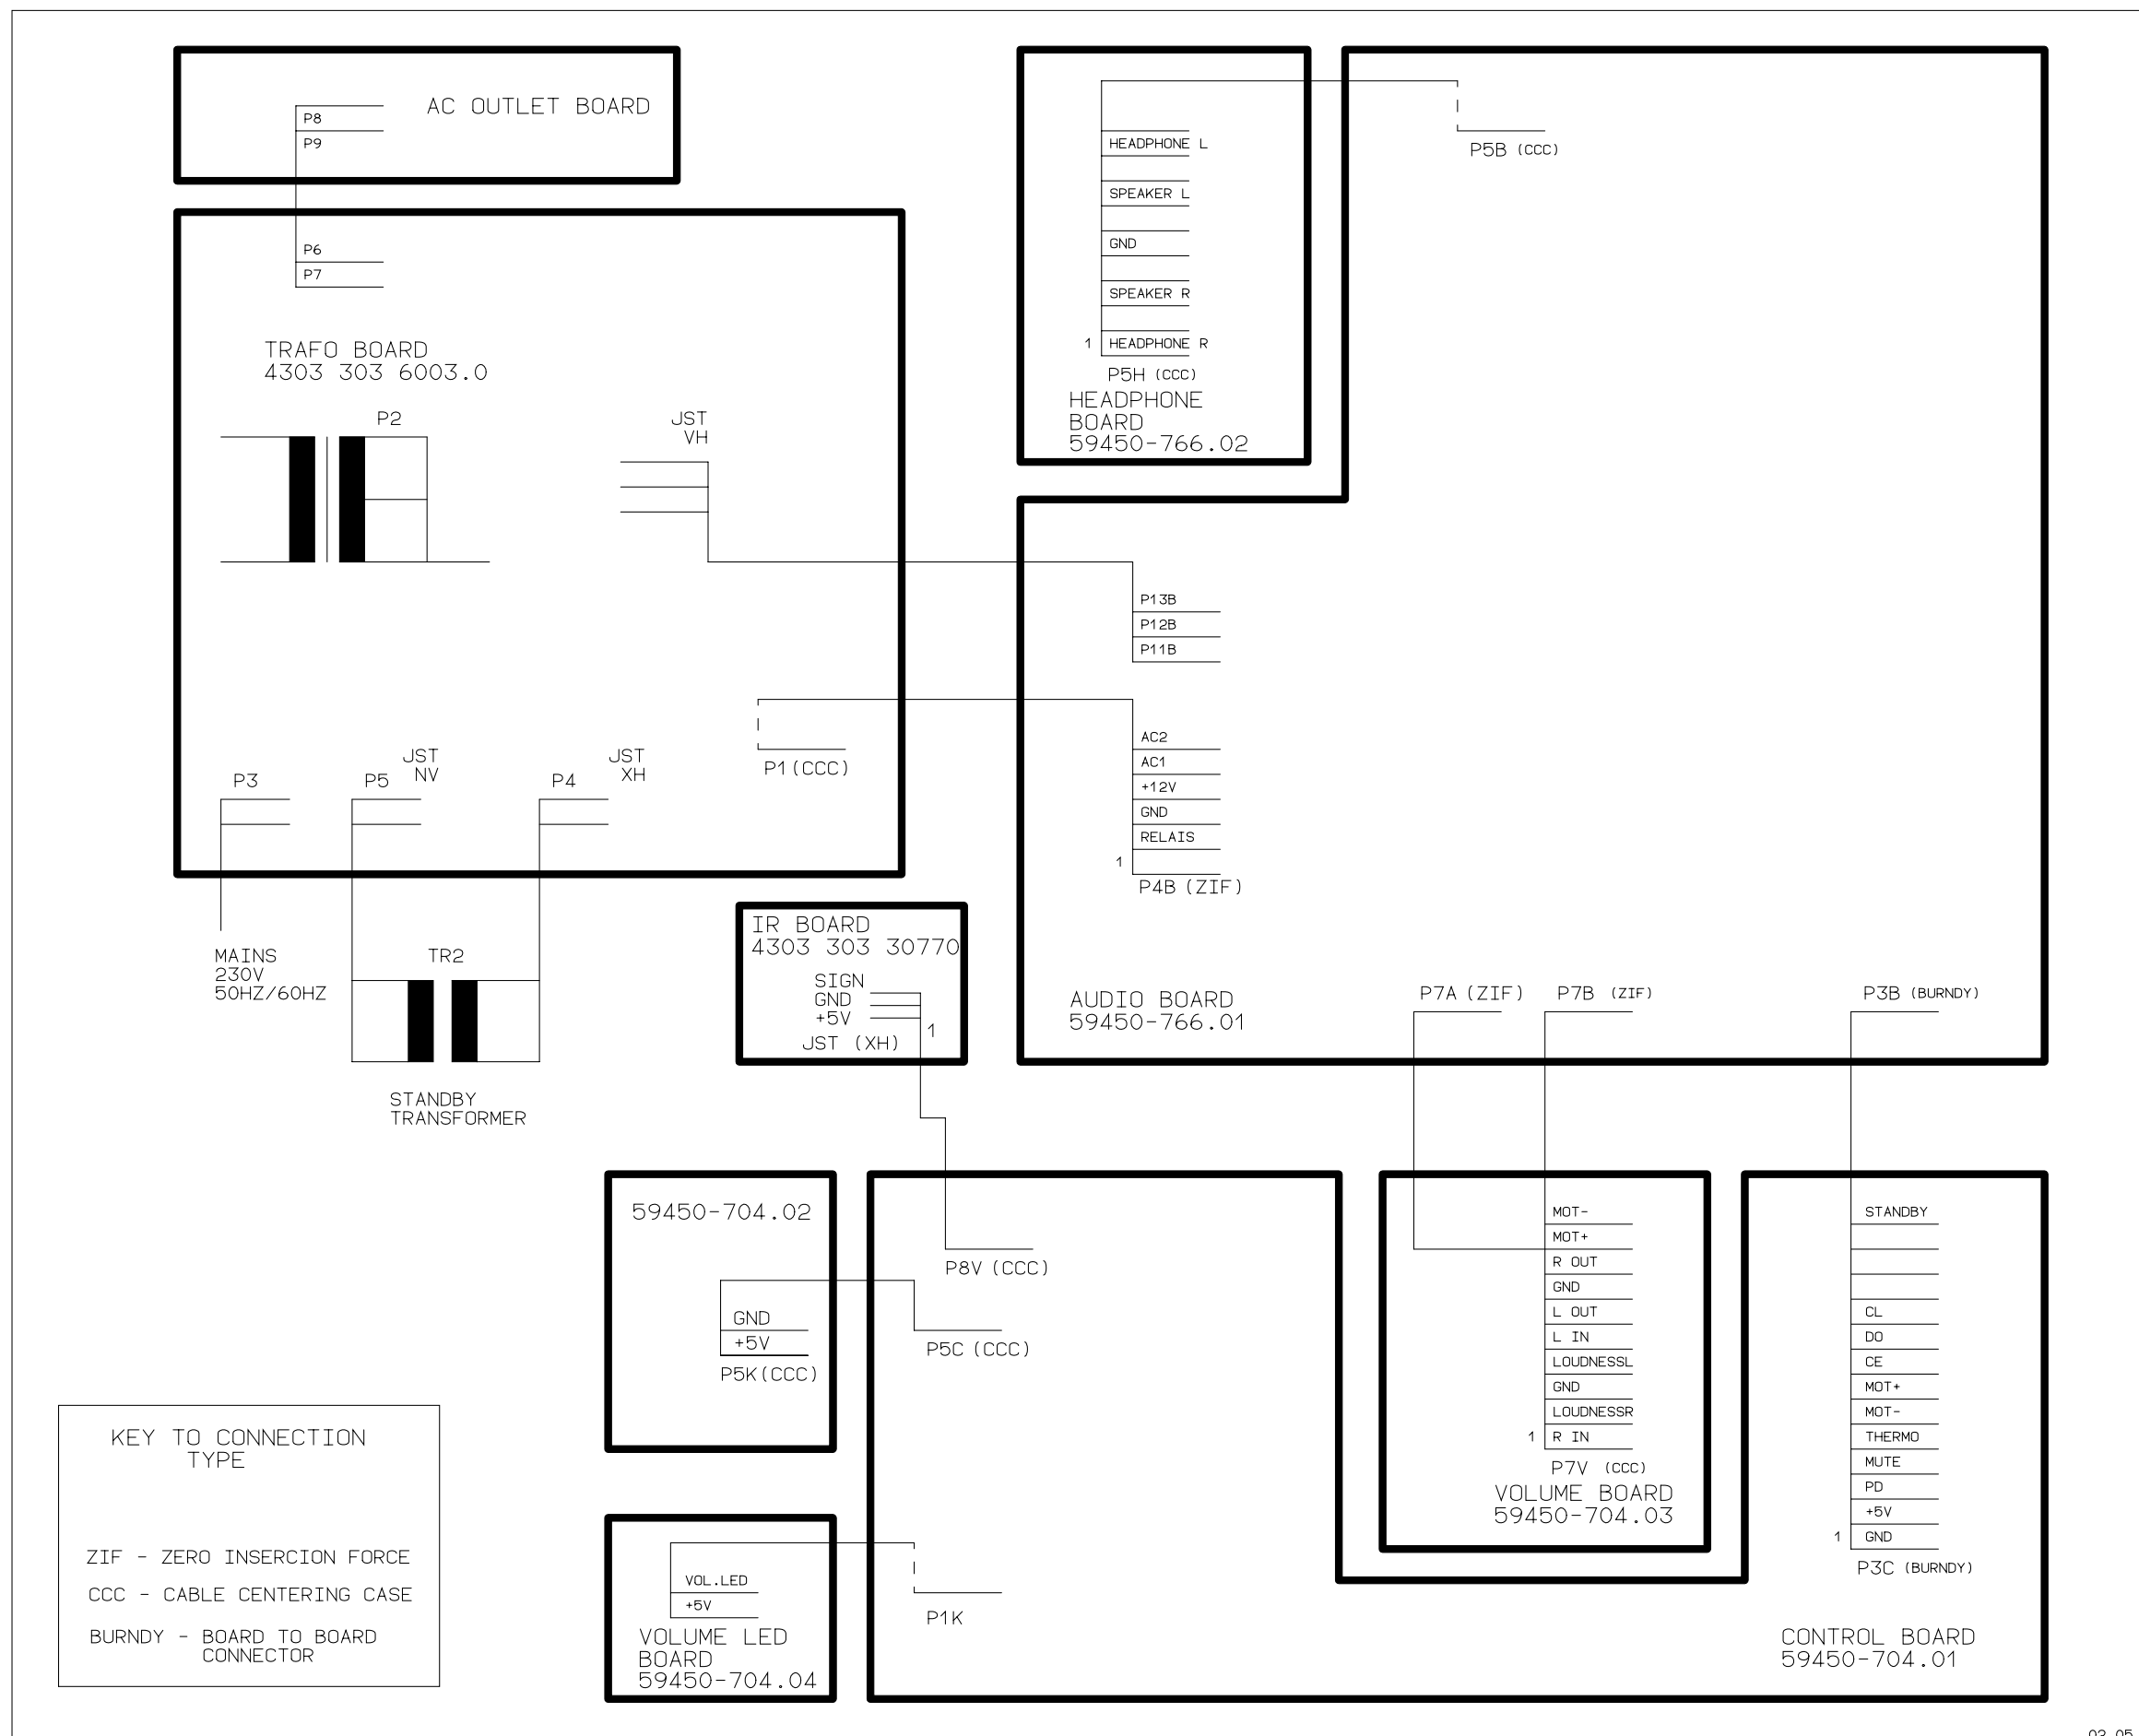 AC OUTLET BOARD
P8
P9
P6
P7
TRAFO BOARD
4303 303 6003.0
P2
JST
VH
P3
P5
JST
NV
P4
JST
XH
P1 (CCC)
MAINS
230V
50HZ/60HZ
TR2
STANDBY
TRANSFORMER
HEADPHONE L
SPEAKER L
GND
SPEAKER R
1 HEADPHONE R
P5H (CCC)
HEADPHONE
BOARD
59450-766.02
P5B (CCC)
P13B
P12B
P11B
AC2
AC1
+12V
GND
RELAIS
1
P4B (ZIF)
AUDIO BOARD
59450-766.01
P7A (ZIF)
P7B (ZIF)
P3B (BURNDY)
IR BOARD
4303 303 30770
SIGN
GND
+5V
1
JST (XH)
59450-704.02
GND
+5V
P5K (CCC)
P8V (CCC)
P5C (CCC)
MOT-
MOT+
R OUT
GND
L OUT
L IN
LOUDNESSL
GND
LOUDNESSR
1 R IN
P7V (CCC)
VOLUME BOARD
59450-704.03
STANDBY
CL
DO
CE
MOT+
MOT-
THERMO
MUTE
PD
+5V
1 GND
P3C (BURNDY)
CONTROL BOARD
59450-704.01
VOL.LED
+5V
VOLUME LED
BOARD
59450-704.04
P1K
KEY TO CONNECTION
TYPE
ZIF - ZERO INSERCION FORCE
CCC - CABLE CENTERING CASE
BURNDY - BOARD TO BOARD
CONNECTOR